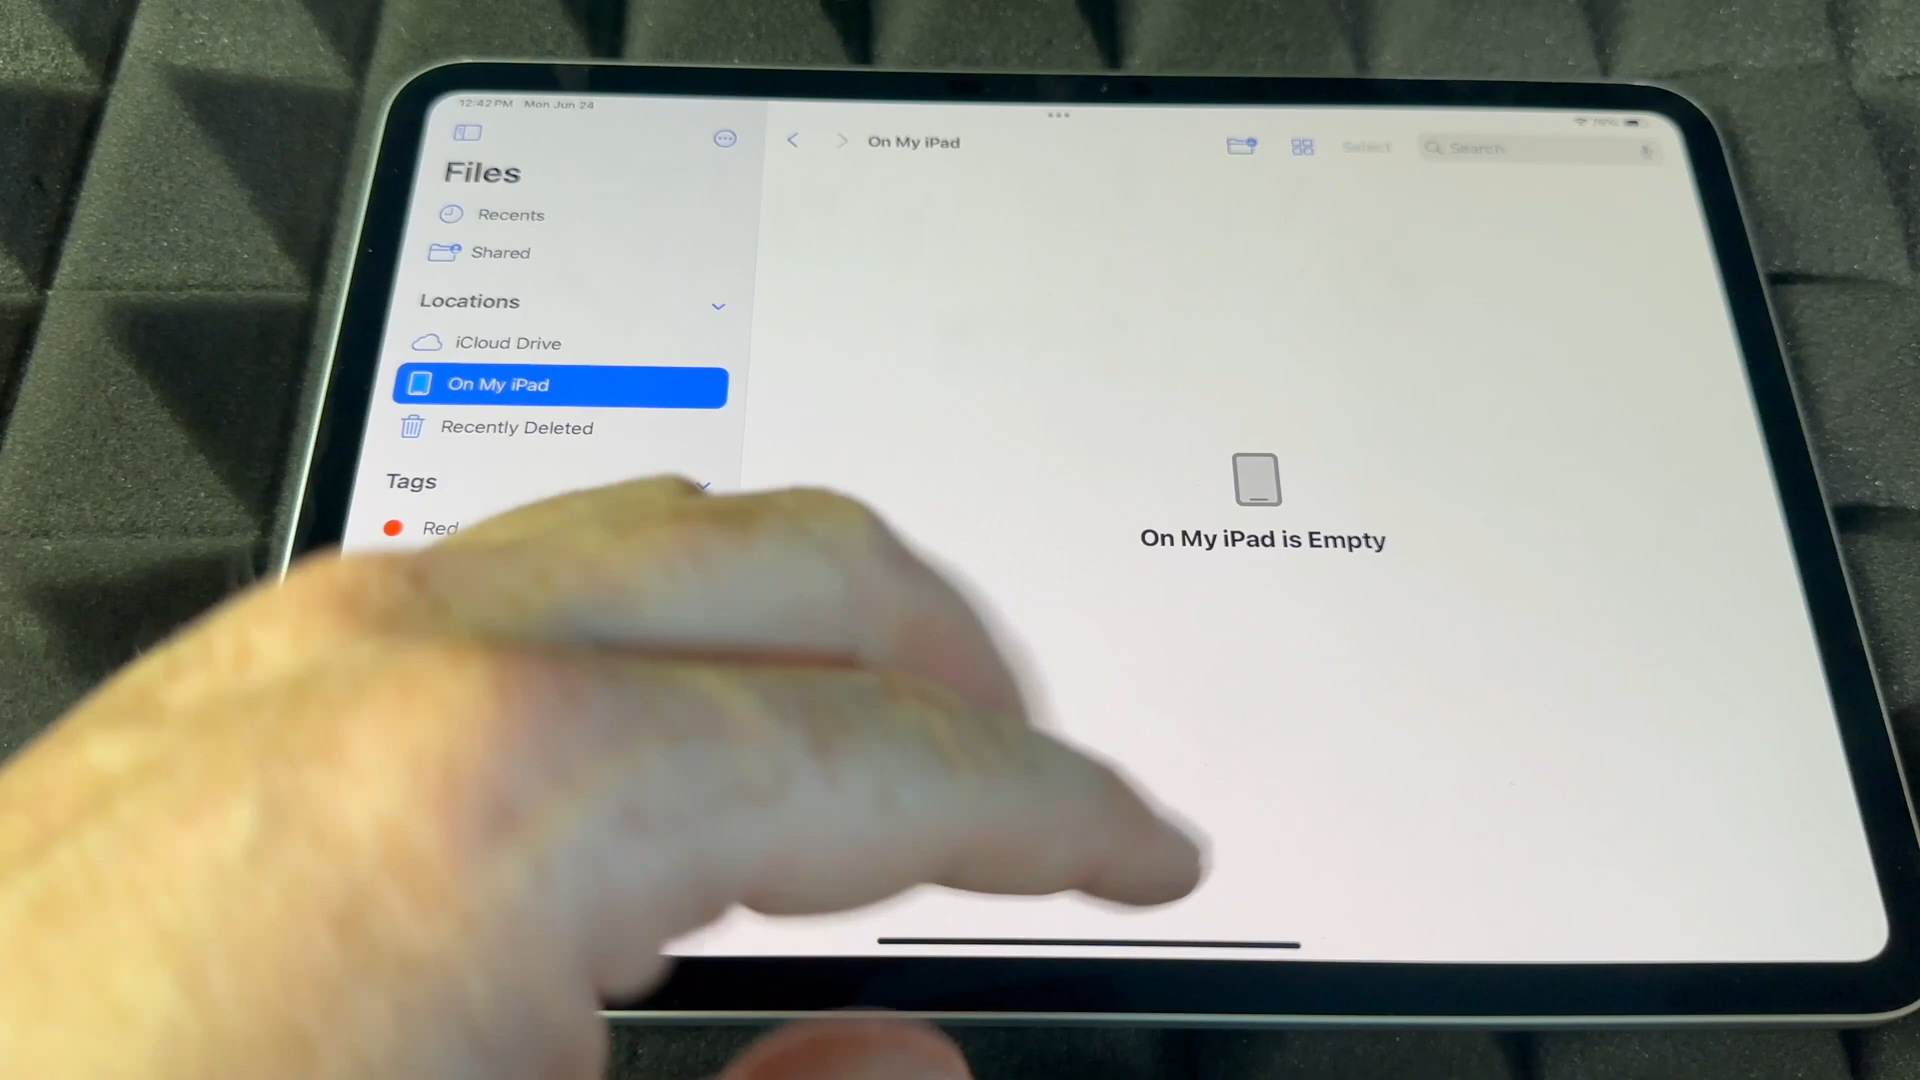 12:42 PM Mon Jun 24
Files
Recents
Shared
Locations
iCloud Drive
On My iPad
Recently Deleted
Tags
Red
On My iPad
Select
Search
On My iPad is Empty